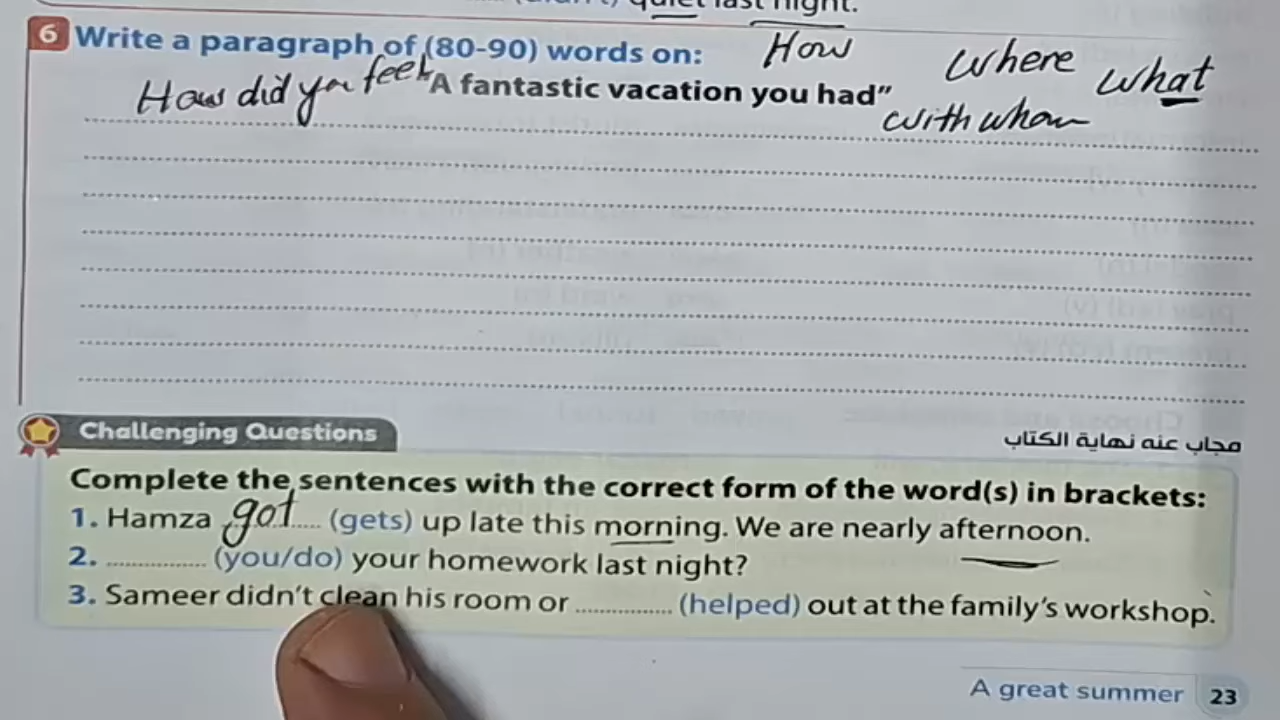 quiet last night.
6 Write a paragraph of (80-90) words on: How where what
How did you feel "A fantastic vacation you had" with whom
Challenging Questions
مجاب عنه نهاية الكتاب
Complete the sentences with the correct form of the word(s) in brackets:
1. Hamza got (gets) up late this morning. We are nearly afternoon.
2. .................. (you/do) your homework last night?
3. Sameer didn't clean his room or ................. (helped) out at the family's workshop.
A great summer 23